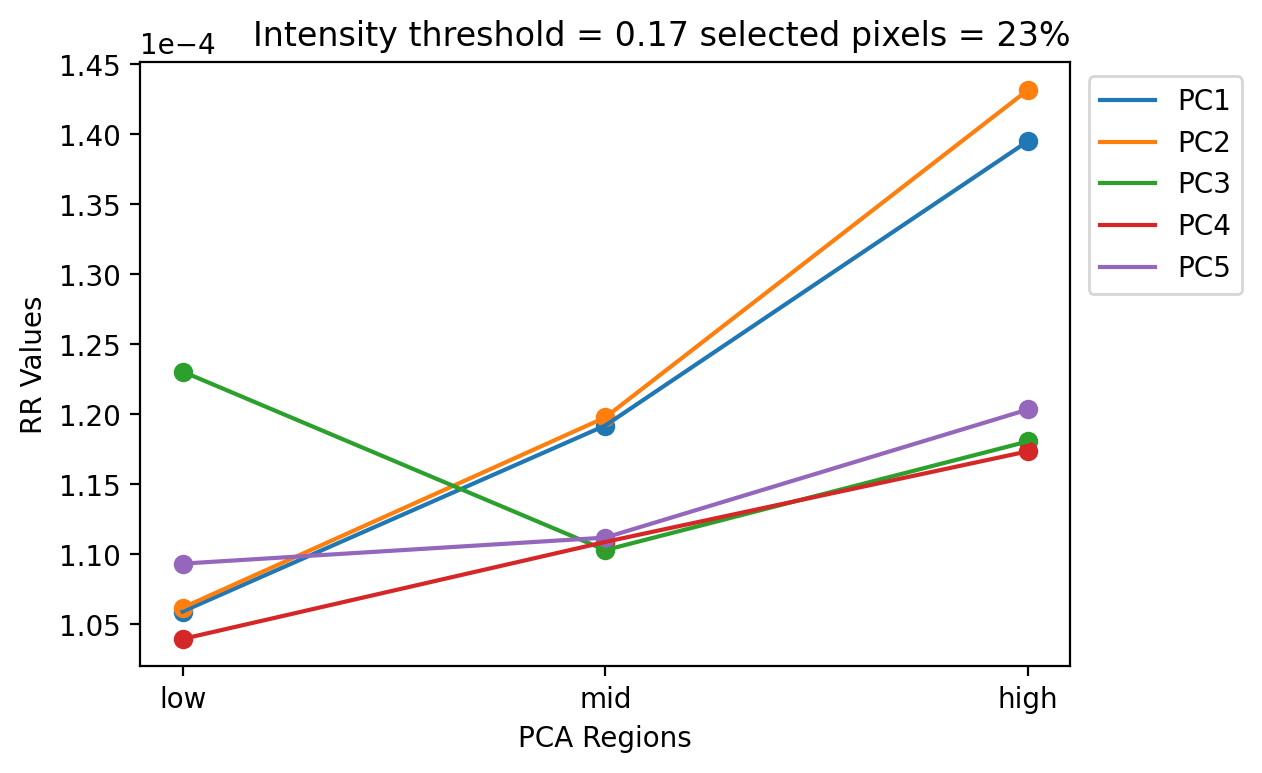 Intensity threshold = 0.17 selected pixels = 23%
1e−4
1.45
1.40
1.35
1.30
1.25
1.20
1.15
1.10
1.05
RR Values
low
mid
high
PCA Regions
PC1
PC2
PC3
PC4
PC5